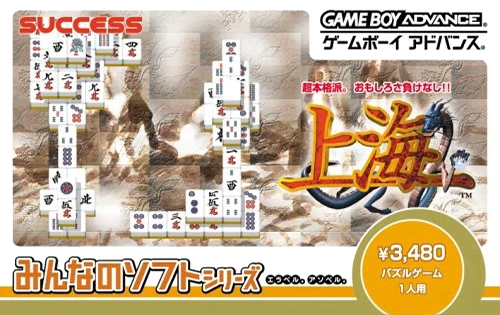 SUCCESS
GAME BOY ADVANCE™
ゲームボーイ アドバンス®
超本格派。おもしろさ負けなし!!
上海
TM
みんなのソフトシリーズ
エラベル。アソベル。
¥3,480
パズルゲーム
1人用